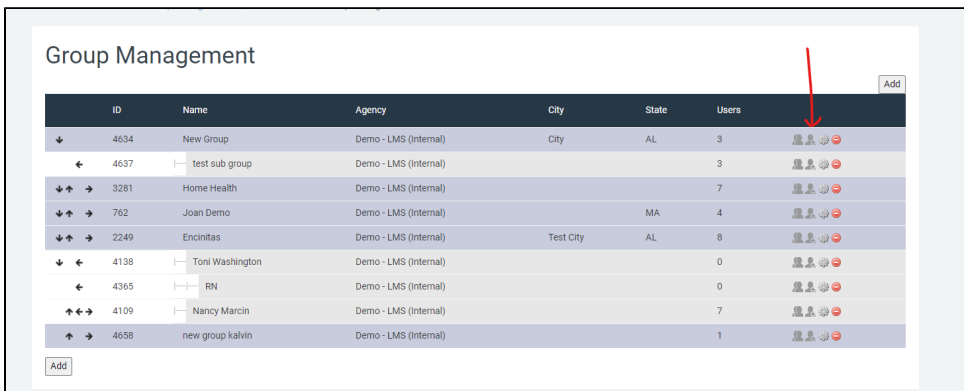 Group Management
Add
ID Name Agency City State Users
4634 New Group Demo - LMS (Internal) City AL 3
4637 test sub group Demo - LMS (Internal) 3
3281 Home Health Demo - LMS (Internal) 7
762 Joan Demo Demo - LMS (Internal) MA 4
2249 Encinitas Demo - LMS (Internal) Test City AL 8
4138 Toni Washington Demo - LMS (Internal) 0
4365 RN Demo - LMS (Internal) 0
4109 Nancy Marcin Demo - LMS (Internal) 7
4658 new group kalvin Demo - LMS (Internal) 1
Add